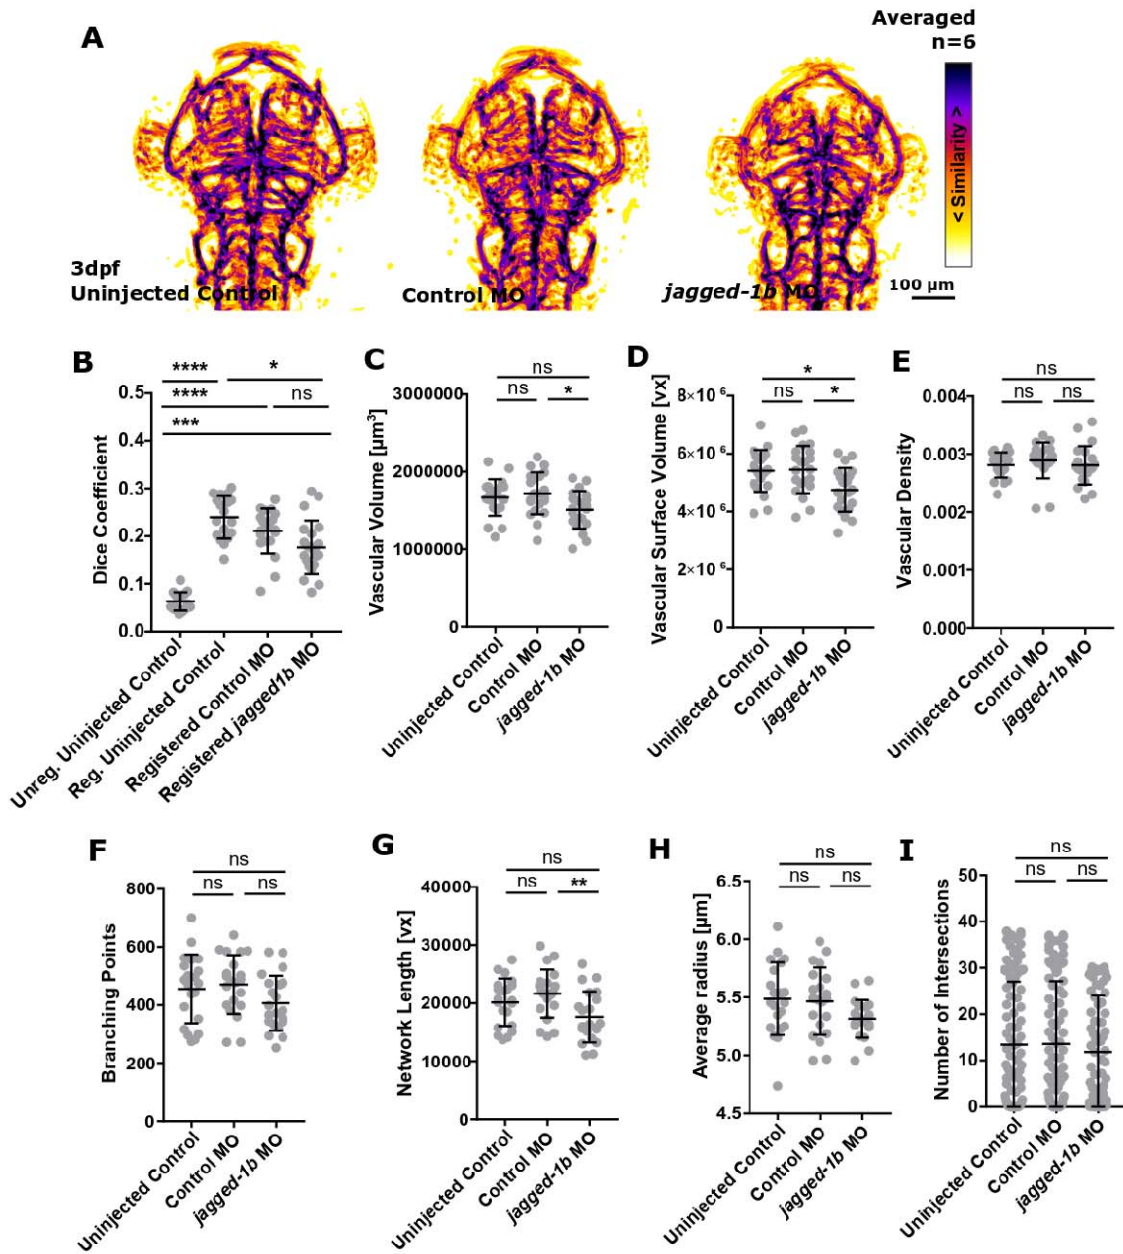 A
Averaged
n=6
< Similarity >
3dpf
Uninjected Control
Control MO
jagged-1b MO
100 µm
B
****
*
****
ns
***
Dice Coefficient
0.5
0.4
0.3
0.2
0.1
0.0
Unreg. Uninjected Control
Reg. Uninjected Control
Registered Control MO
Registered jagged1b MO
C
ns
ns
*
Vascular Volume [µm³]
3000000
2000000
1000000
0
Uninjected Control
Control MO
jagged-1b MO
D
*
ns
*
Vascular Surface Volume [vx]
8×10⁶
6×10⁶
4×10⁶
2×10⁶
0
Uninjected Control
Control MO
jagged-1b MO
E
ns
ns
ns
Vascular Density
0.004
0.003
0.002
0.001
0.000
Uninjected Control
Control MO
jagged-1b MO
F
ns
ns
ns
Branching Points
800
600
400
200
0
Uninjected Control
Control MO
jagged-1b MO
G
ns
ns
**
Network Length [vx]
40000
30000
20000
10000
0
Uninjected Control
Control MO
jagged-1b MO
H
ns
ns
ns
Average radius [µm]
6.5
6.0
5.5
5.0
4.5
Uninjected Control
Control MO
jagged-1b MO
I
ns
ns
ns
Number of Intersections
50
40
30
20
10
0
Uninjected Control
Control MO
jagged-1b MO